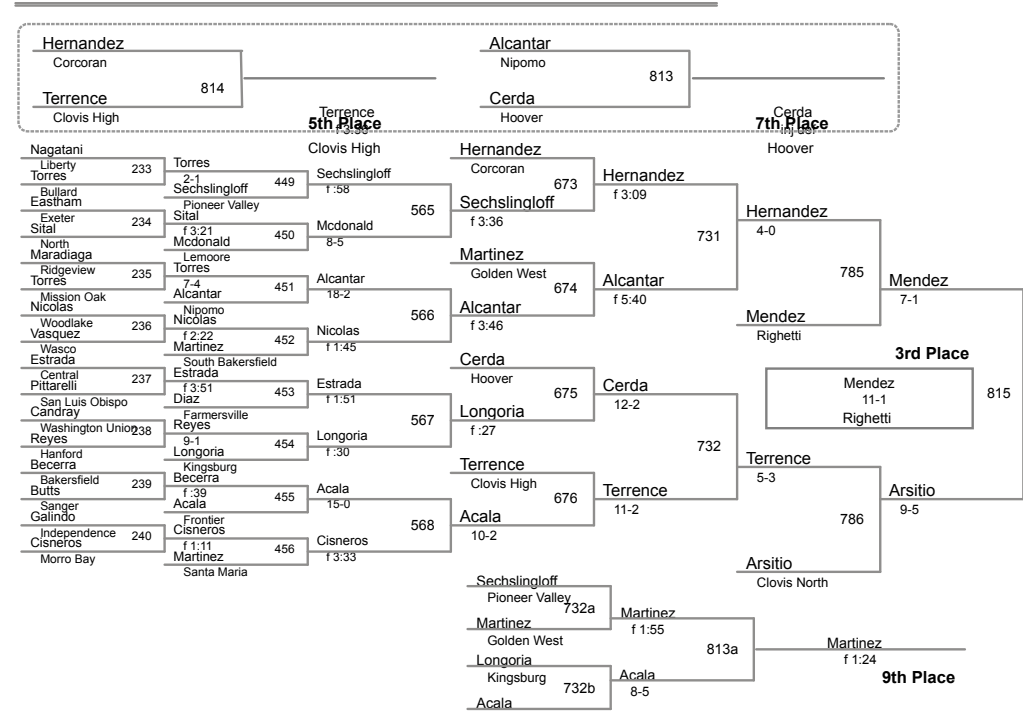 Hernandez
Corcoran
814
Terrence
Clovis High
Terrence
f 3:38
5th Place
Clovis High
Alcantar
Nipomo
813
Cerda
Hoover
Cerda
inj def
7th Place
Hoover
Nagatani
Liberty
233
Torres
Bullard
Eastham
Exeter
234
Sital
North
Maradiaga
Ridgeview
235
Torres
Mission Oak
Nicolas
Woodlake
236
Vasquez
Wasco
Estrada
Central
237
Pittarelli
San Luis Obispo
Candray
Washington Union
238
Reyes
Hanford
Becerra
Bakersfield
239
Butts
Sanger
Galindo
Independence
240
Cisneros
Morro Bay
Torres
2-1
449
Sechslingloff
Pioneer Valley
Sital
f 3:21
450
Mcdonald
Lemoore
Torres
7-4
451
Alcantar
Nipomo
Nicolas
f 2:22
452
Martinez
South Bakersfield
Estrada
f 3:51
453
Diaz
Farmersville
Reyes
9-1
454
Longoria
Kingsburg
Becerra
f :39
455
Acala
Frontier
Cisneros
f 1:11
456
Martinez
Santa Maria
Sechslingloff
f :58
565
Mcdonald
8-5
Alcantar
18-2
566
Nicolas
f 1:45
Estrada
f 1:51
567
Longoria
f :30
Acala
15-0
568
Cisneros
f 3:33
Hernandez
Corcoran
673
Sechslingloff
f 3:36
Martinez
Golden West
674
Alcantar
f 3:46
Cerda
Hoover
675
Longoria
f :27
Terrence
Clovis High
676
Acala
10-2
Hernandez
f 3:09
731
Alcantar
f 5:40
Cerda
12-2
732
Terrence
11-2
Hernandez
4-0
785
Mendez
Righetti
Terrence
5-3
786
Arsitio
Clovis North
Mendez
7-1
3rd Place
Mendez
11-1
Righetti
815
Arsitio
9-5
Sechslingloff
Pioneer Valley
732a
Martinez
Golden West
Longoria
Kingsburg
732b
Acala
Martinez
f 1:55
813a
Acala
8-5
Martinez
f 1:24
9th Place